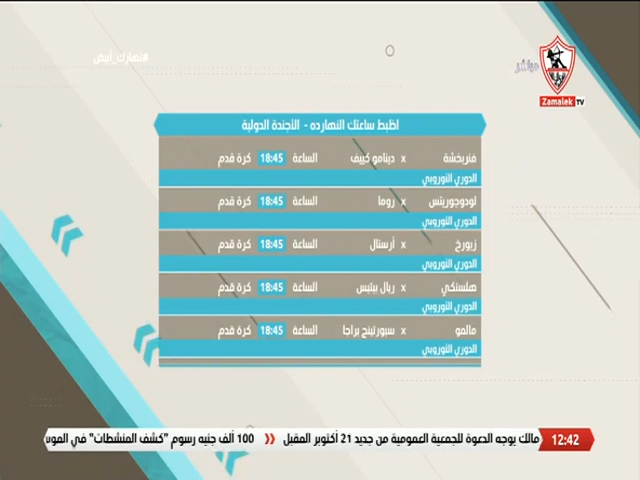 #نهارك_أبيض
مباشر
Zamalek TV
اظبط ساعتك النهارده - الأجندة الدولية
فنربخشة x دينامو كييف الساعة 18:45 كرة قدم
الدوري الأوروبي
لودوجوريتس x روما الساعة 18:45 كرة قدم
الدوري الأوروبي
زيورخ x أرسنال الساعة 18:45 كرة قدم
الدوري الأوروبي
هلسنكي x ريال بيتيس الساعة 18:45 كرة قدم
الدوري الأوروبي
مالمو x سبورتينج براجا الساعة 18:45 كرة قدم
الدوري الأوروبي
12:42 مالك يوجه الدعوة للجمعية العمومية من جديد 21 أكتوبر المقبل 100 ألف جنيه رسوم "كشف المنشطات" في الموس